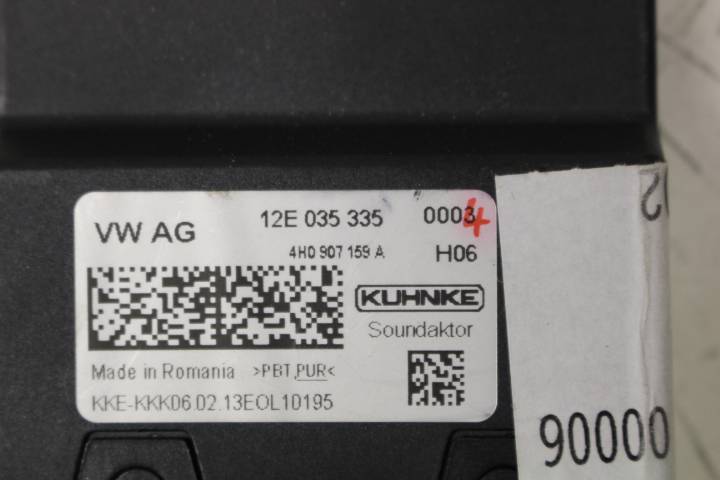 VW AG
12E 035 335 0003
4
4H0 907 159 A H06
KUHNKE
Soundaktor
Made in Romania >PBT,PUR<
KKE-KKK06.02.13EOL10195
90000